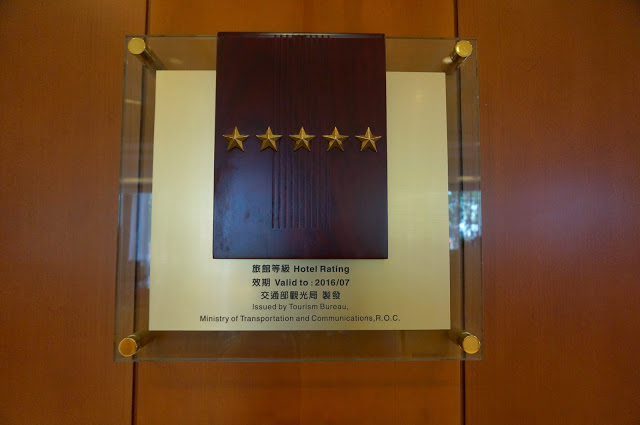 旅館等級 Hotel Rating
效期 Valid to : 2016/07
交通部觀光局 製發
Issued by Tourism Bureau,
Ministry of Transportation and Communications,R.O.C.